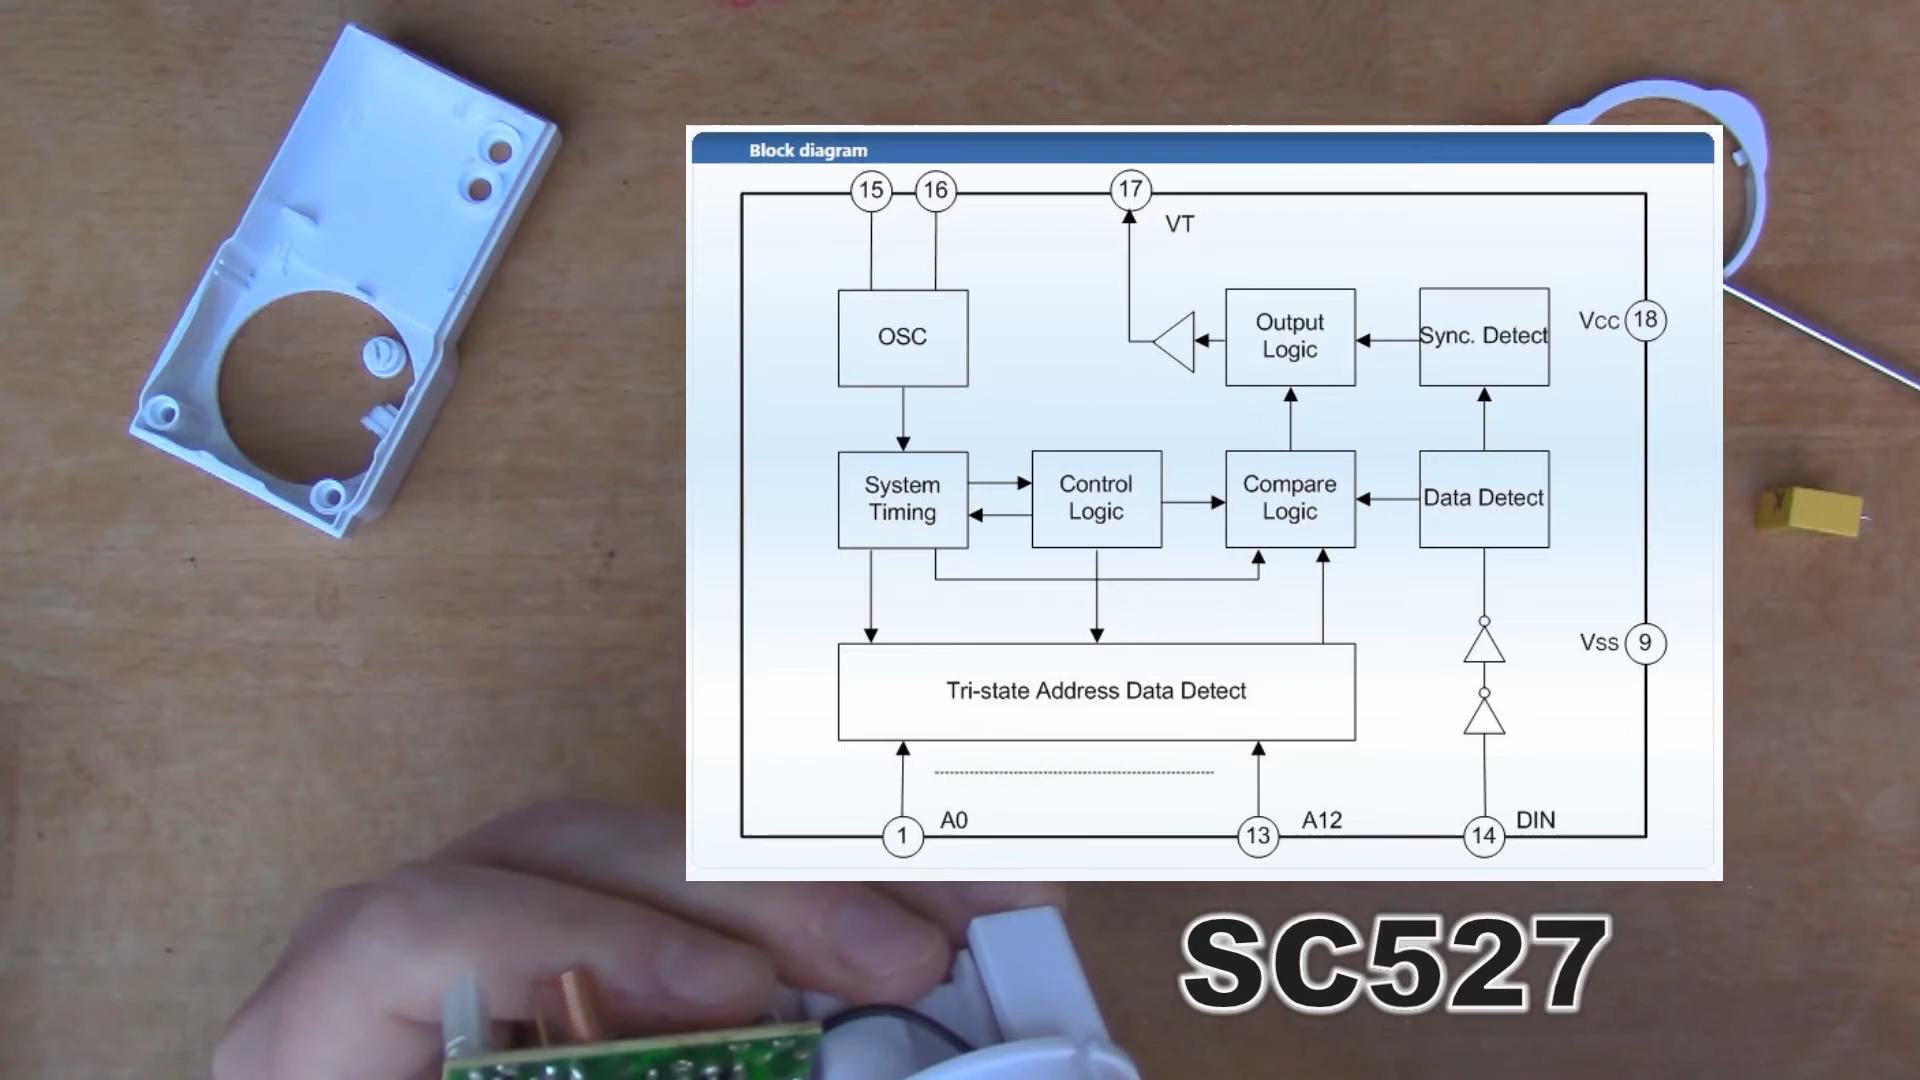 Block diagram
15
16
17
VT
OSC
Output
Logic
Sync. Detect
Vcc
18
System
Timing
Control
Logic
Compare
Logic
Data Detect
Vss
9
Tri-state Address Data Detect
1
A0
13
A12
14
DIN
SC527